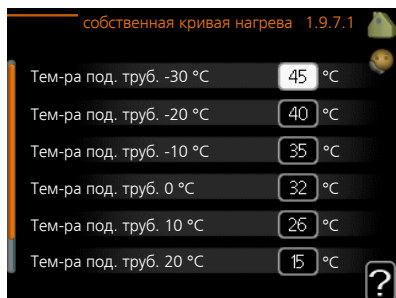 собственная кривая нагрева 1.9.7.1
Тем-ра под. труб. -30 °C 45 °C
Тем-ра под. труб. -20 °C 40 °C
Тем-ра под. труб. -10 °C 35 °C
Тем-ра под. труб. 0 °C 32 °C
Тем-ра под. труб. 10 °C 26 °C
Тем-ра под. труб. 20 °C 15 °C
?